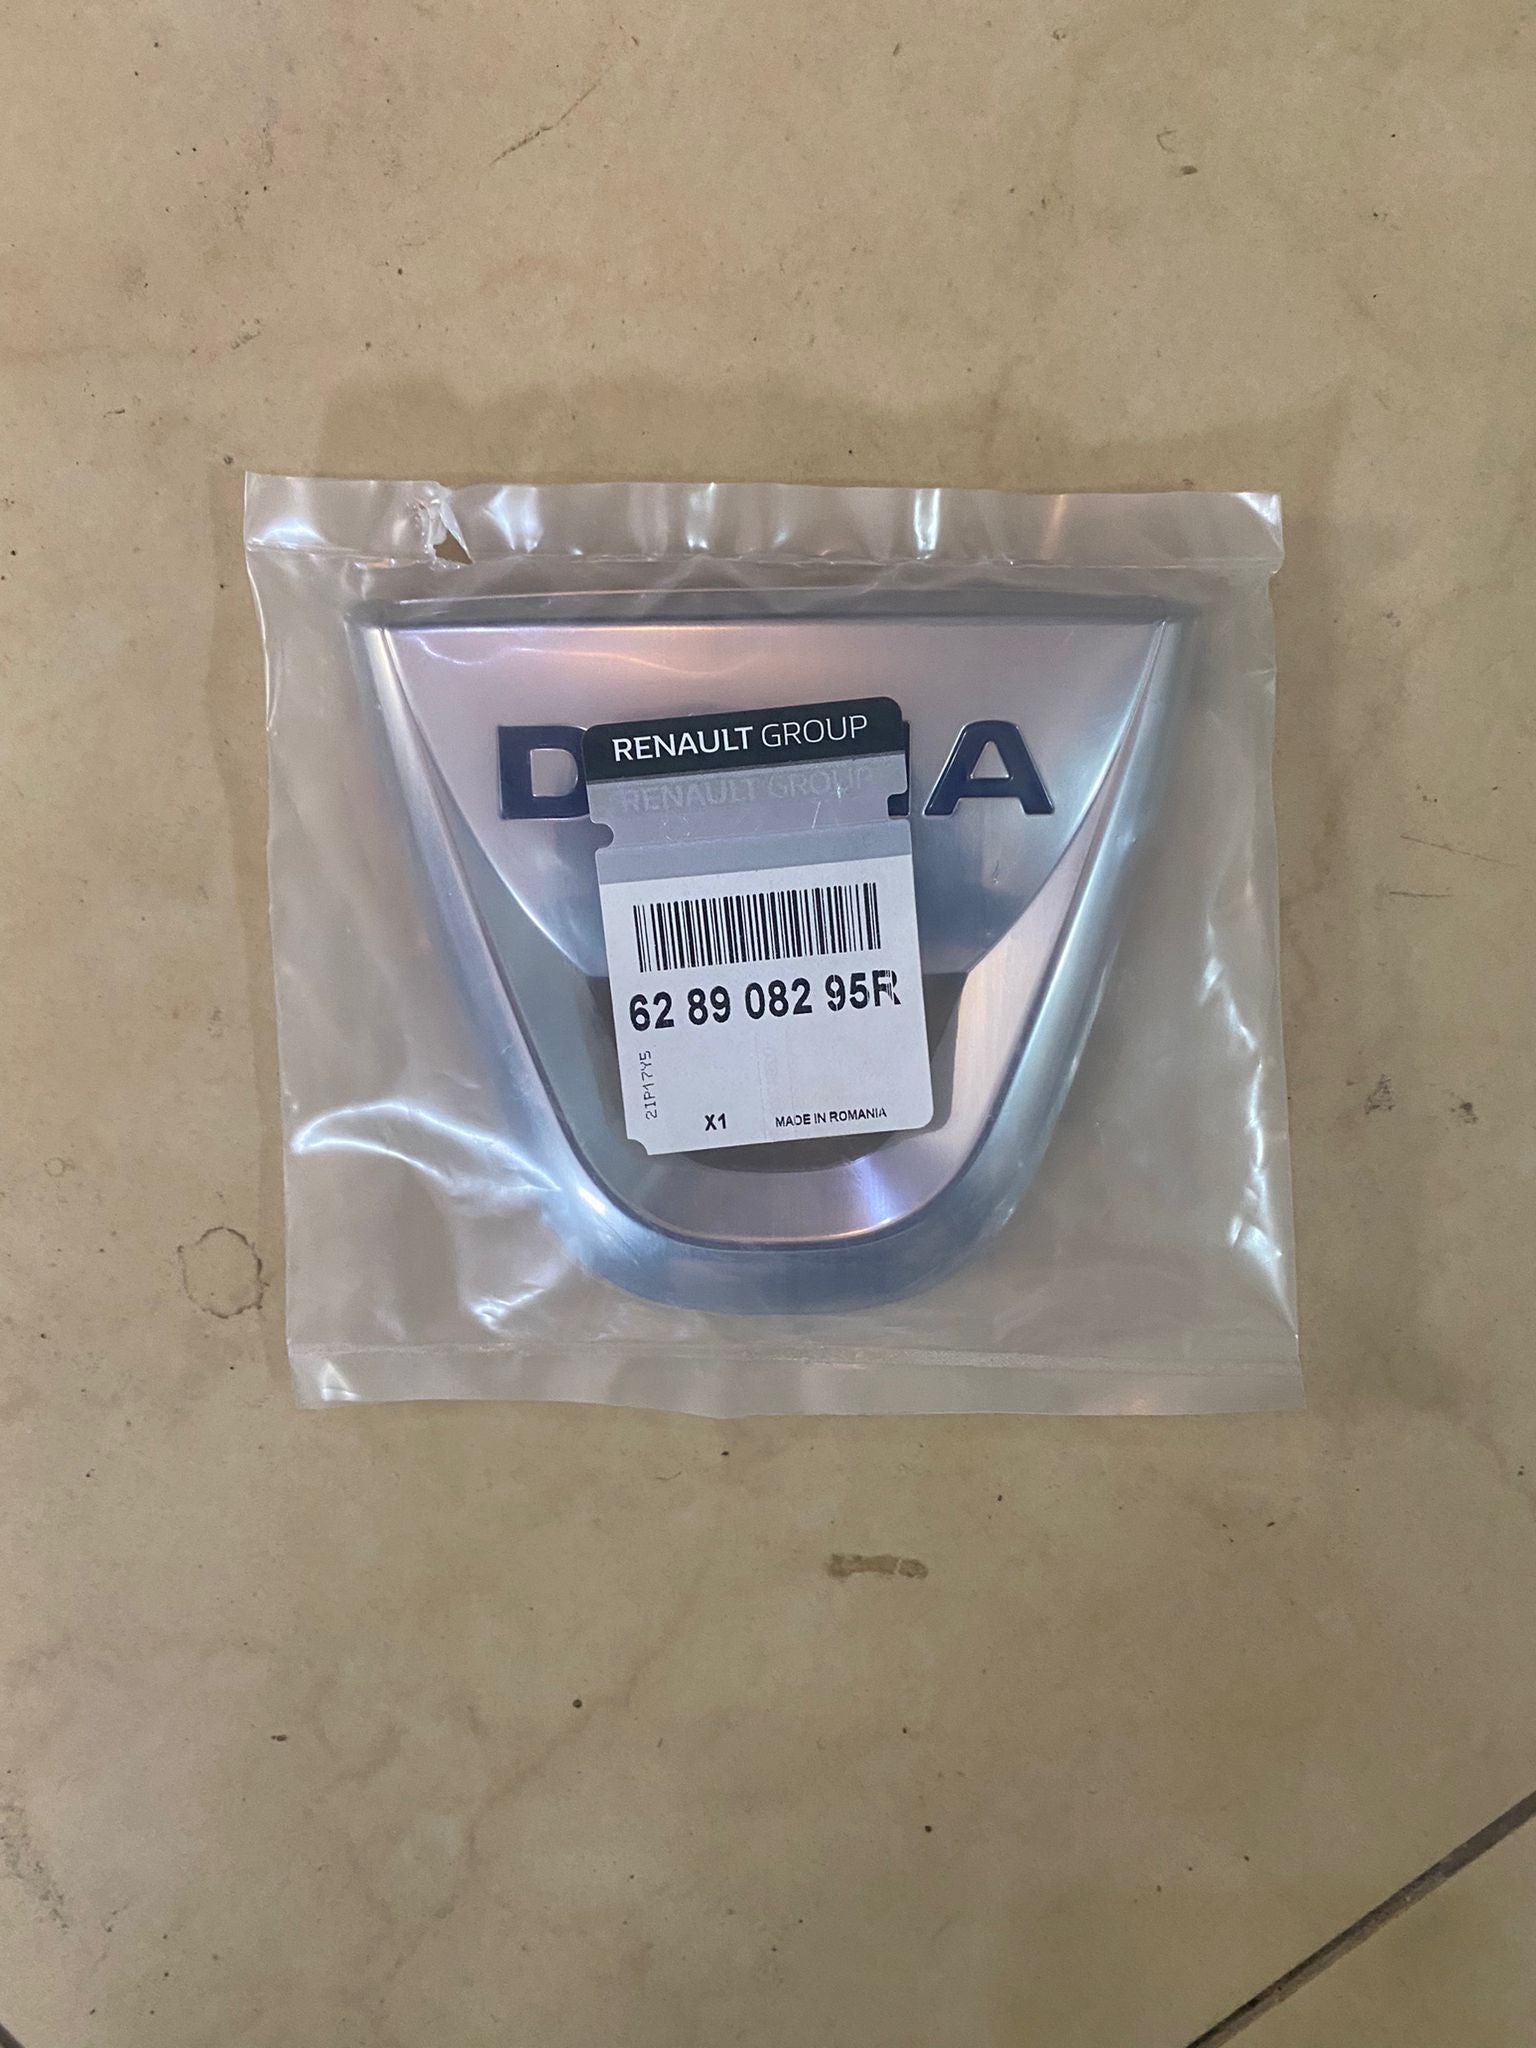 D A
RENAULT GROUP
RENAULT GROUP
62 89 082 95R
21P17Y5
X1 MADE IN ROMANIA